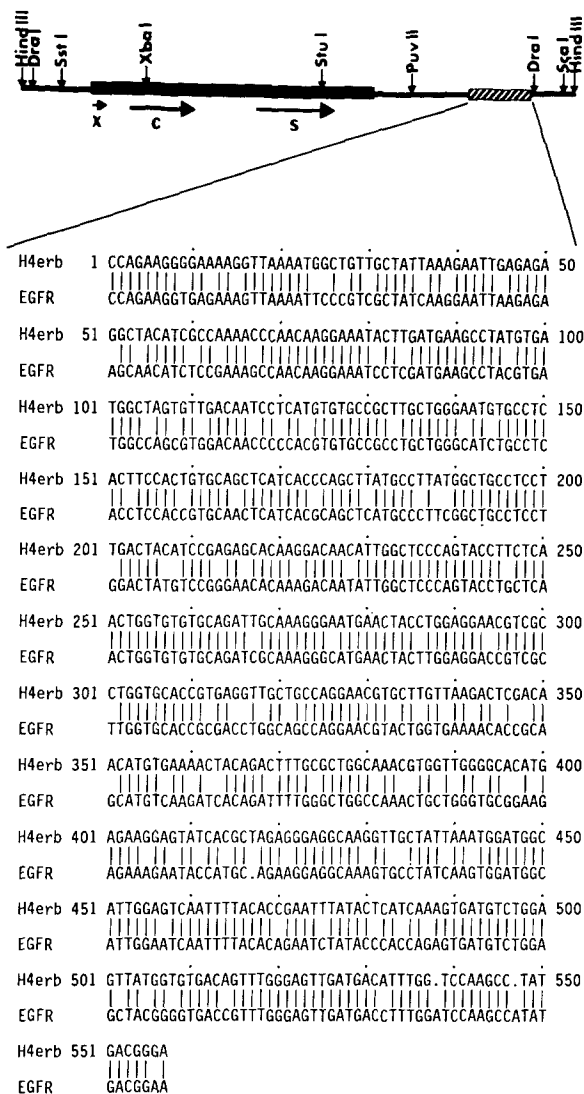 Hind III
Dra I
Sst I
Xba I
Stu I
Puv II
Dra I
Sca I
Hind III
X
C
S
H4erb 1 CCAGAAGGGGAAAAGGTTAAAATGGCTGTTGCTATTAAAGAATTGAGAGA 50
EGFR CCAGAAGGTGAGAAAGTTAAAATTCCCGTCGCTATCAAGGAATTAAGAGA
H4erb 51 GGCTACATCGCCAAAACCCAACAAGGAAATACTTGATGAAGCCTATGTGA 100
EGFR AGCAACATCTCCGAAAGCCAACAAGGAAATCCTCGATGAAGCCTACGTGA
H4erb 101 TGGCTAGTGTTGACAATCCTCATGTGTGCCGCTTGCTGGGAATGTGCCTC 150
EGFR TGGCCAGCGTGGACAACCCCCACGTGTGCCGCCTGCTGGGCATCTGCCTC
H4erb 151 ACTTCCACTGTGCAGCTCATCACCCAGCTTATGCCTTATGGCTGCCTCCT 200
EGFR ACCTCCACCGTGCAACTCATCACGCAGCTCATGCCCTTCGGCTGCCTCCT
H4erb 201 TGACTACATCCGAGAGCACAAGGACAACATTGGCTCCCAGTACCTTCTCA 250
EGFR GGACTATGTCCGGGAACACAAAGACAATATTGGCTCCCAGTACCTGCTCA
H4erb 251 ACTGGTGTGTGCAGATTGCAAAGGGAATGAACTACCTGGAGGAACGTCGC 300
EGFR ACTGGTGTGTGCAGATCGCAAAGGGCATGAACTACTTGGAGGACCGTCGC
H4erb 301 CTGGTGCACCGTGAGGTTGCTGCCAGGAACGTGCTTGTTAAGACTCGACA 350
EGFR TTGGTGCACCGCGACCTGGCAGCCAGGAACGTACTGGTGAAAACACCGCA
H4erb 351 ACATGTGAAAACTACAGACTTTGCGCTGGCAAACGTGGTTGGGGCACATG 400
EGFR GCATGTCAAGATCACAGATTTTGGGCTGGCCAAACTGCTGGGTGCGGAAG
H4erb 401 AGAAGGAGTATCACGCTAGAGGGAGGCAAGGTTGCTATTAAATGGATGGC 450
EGFR AGAAAGAATACCATGC.AGAAGGAGGCAAAGTGCCTATCAAGTGGATGGC
H4erb 451 ATTGGAGTCAATTTTACACCGAATTTATACTCATCAAAGTGATGTCTGGA 500
EGFR ATTGGAATCAATTTTACACAGAATCTATACCCACCAGAGTGATGTCTGGA
H4erb 501 GTTATGGTGTGACAGTTTGGGAGTTGATGACATTTGG.TCCAAGCC.TAT 550
EGFR GCTACGGGGTGACCGTTTGGGAGTTGATGACCTTTGGATCCAAGCCATAT
H4erb 551 GACGGGA
EGFR GACGGAA